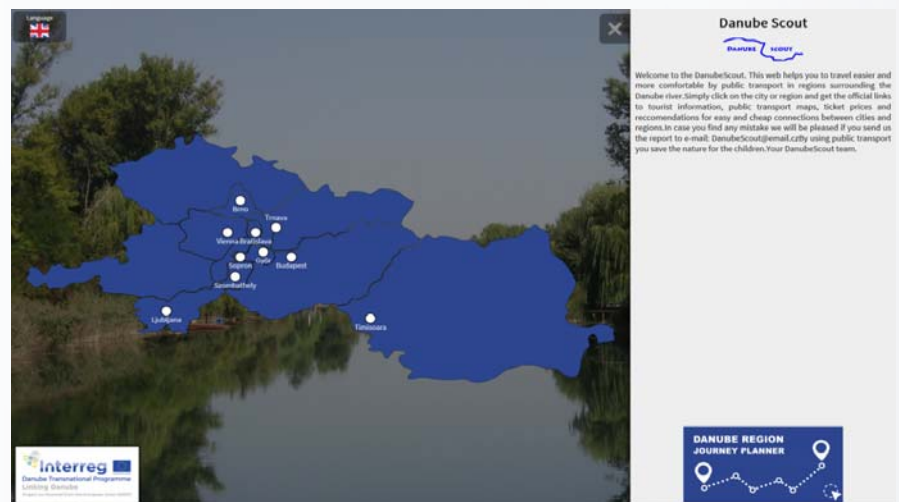 Language
Brno
Trnava
Vienna Bratislava
Győr
Sopron
Budapest
Szombathely
Ljubljana
Timisoara
Interreg
Danube Transnational Programme
Linking Danube
Danube Scout
DANUBE SCOUT
Welcome to the DanubeScout. This web helps you to travel easier and
more comfortable by public transport in regions surrounding the
Danube river.Simply click on the city or region and get the official links
to tourist information, public transport maps, ticket prices and
reccomendations for easy and cheap connections between cities and
regions.In case you find any mistake we will be pleased if you send us
the report to e-mail: DanubeScout@email.czBy using public transport
you save the nature for the children.Your DanubeScout team.
DANUBE REGION
JOURNEY PLANNER